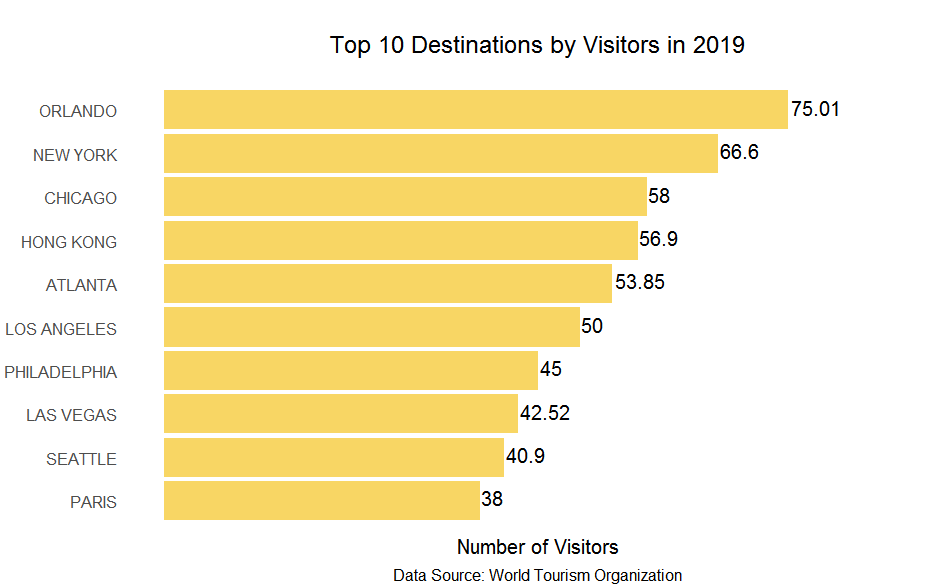 Top 10 Destinations by Visitors in 2019
ORLANDO 75.01
NEW YORK 66.6
CHICAGO 58
HONG KONG 56.9
ATLANTA 53.85
LOS ANGELES 50
PHILADELPHIA 45
LAS VEGAS 42.52
SEATTLE 40.9
PARIS 38
Number of Visitors
Data Source: World Tourism Organization